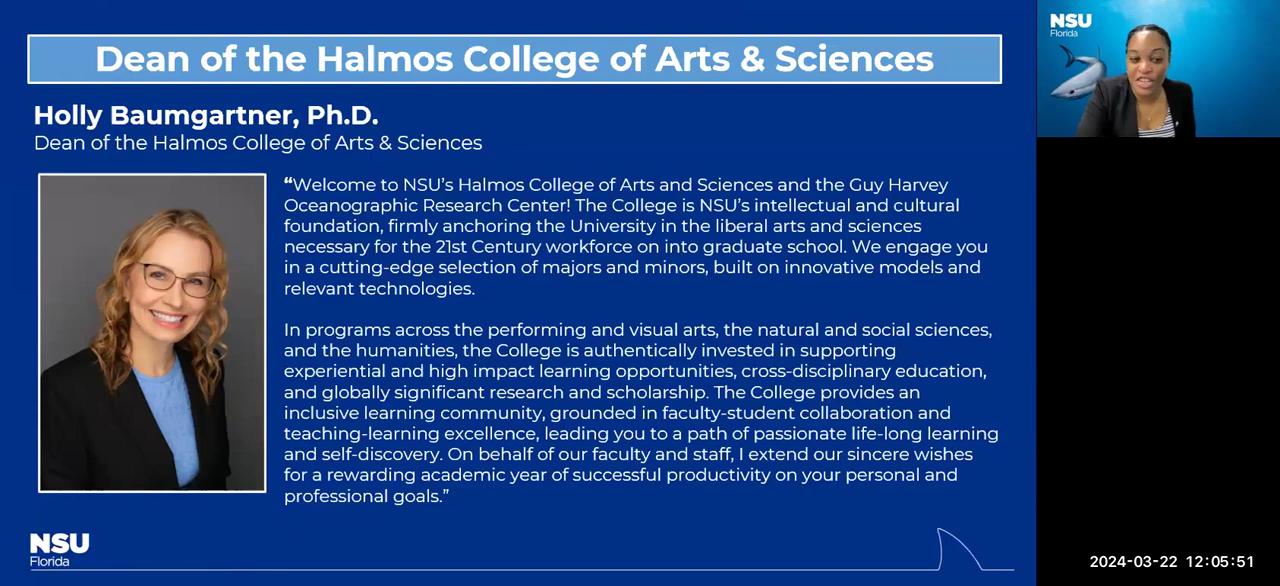 Dean of the Halmos College of Arts & Sciences
Holly Baumgartner, Ph.D.
Dean of the Halmos College of Arts & Sciences
“Welcome to NSU’s Halmos College of Arts and Sciences and the Guy Harvey
Oceanographic Research Center! The College is NSU’s intellectual and cultural
foundation, firmly anchoring the University in the liberal arts and sciences
necessary for the 21st Century workforce on into graduate school. We engage you
in a cutting-edge selection of majors and minors, built on innovative models and
relevant technologies.
In programs across the performing and visual arts, the natural and social sciences,
and the humanities, the College is authentically invested in supporting
experiential and high impact learning opportunities, cross-disciplinary education,
and globally significant research and scholarship. The College provides an
inclusive learning community, grounded in faculty-student collaboration and
teaching-learning excellence, leading you to a path of passionate life-long learning
and self-discovery. On behalf of our faculty and staff, I extend our sincere wishes
for a rewarding academic year of successful productivity on your personal and
professional goals.”
NSU
Florida
NSU
Florida
2024-03-22 12:05:51